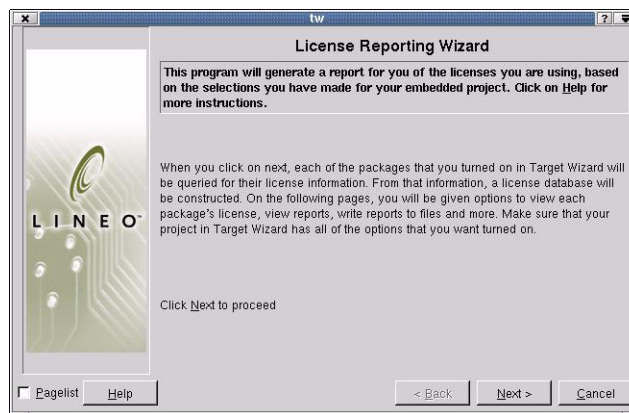 tw
License Reporting Wizard
This program will generate a report for you of the licenses you are using, based
on the selections you have made for your embedded project. Click on Help for
more instructions.
LINEO
When you click on next, each of the packages that you turned on in Target Wizard will
be queried for their license information. From that information, a license database will
be constructed. On the following pages, you will be given options to view each
package's license, view reports, write reports to files and more. Make sure that your
project in Target Wizard has all of the options that you want turned on.
Click Next to proceed
Pagelist
Help
< Back
Next >
Cancel